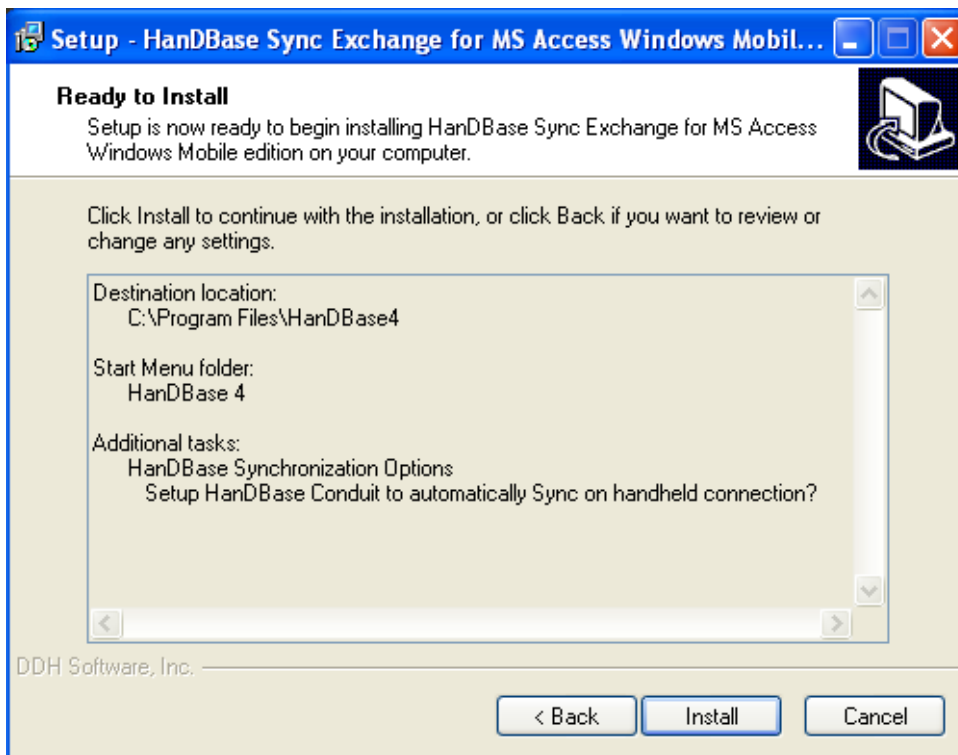 Setup - HanDBase Sync Exchange for MS Access Windows Mobil...
Ready to Install
Setup is now ready to begin installing HanDBase Sync Exchange for MS Access
Windows Mobile edition on your computer.
Click Install to continue with the installation, or click Back if you want to review or
change any settings.
Destination location:
C:\Program Files\HanDBase4
Start Menu folder:
HanDBase 4
Additional tasks:
HanDBase Synchronization Options
Setup HanDBase Conduit to automatically Sync on handheld connection?
DDH Software, Inc.
< Back
Install
Cancel